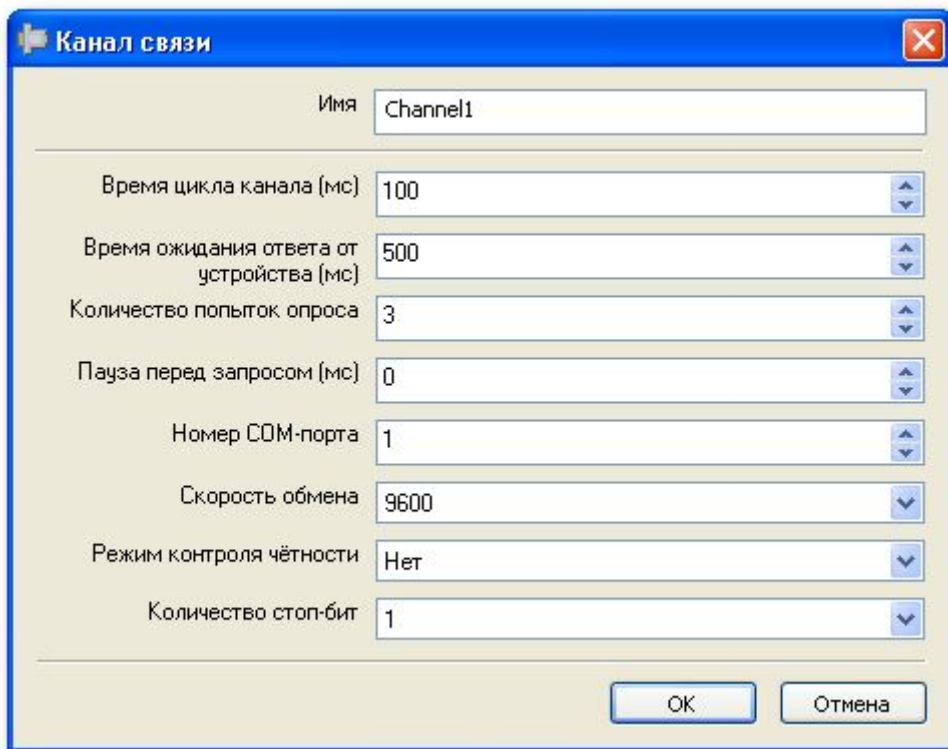 Канал связи
Имя
Channel1
Время цикла канала (мс)
100
Время ожидания ответа от
устройства (мс)
500
Количество попыток опроса
3
Пауза перед запросом (мс)
0
Номер COM-порта
1
Скорость обмена
9600
Режим контроля чётности
Нет
Количество стоп-бит
1
OK
Отмена